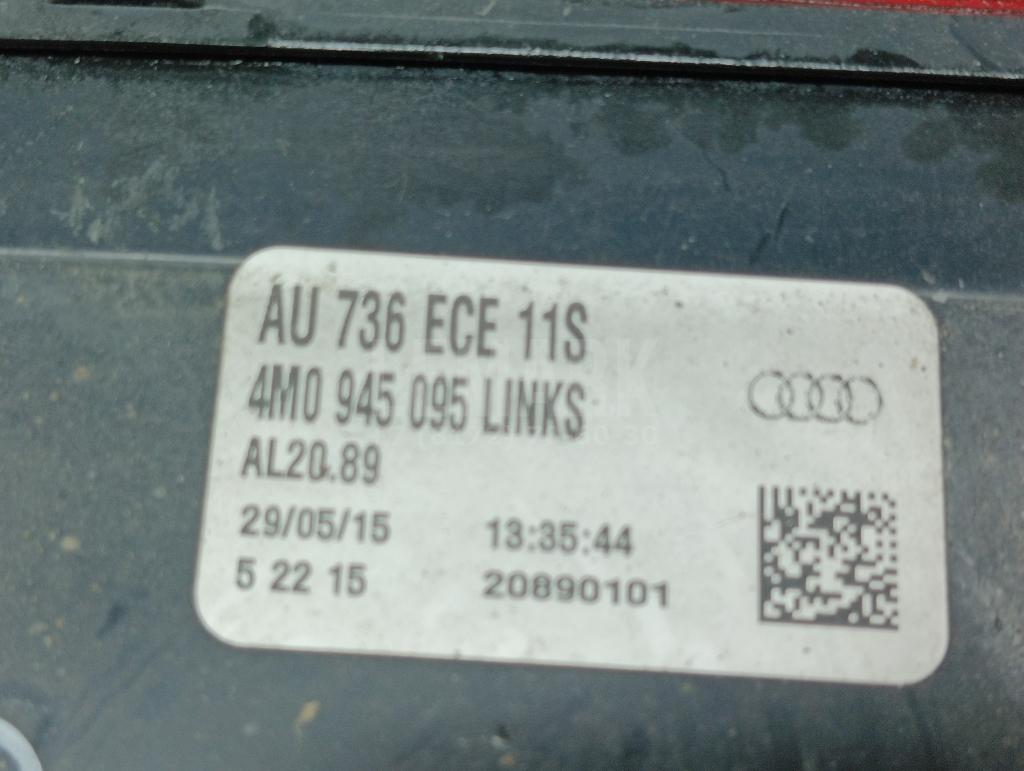 AU 736 ECE 11S
4M0 945 095 LINKS
AL20.89
29/05/15 13:35:44
5 22 15 20890101